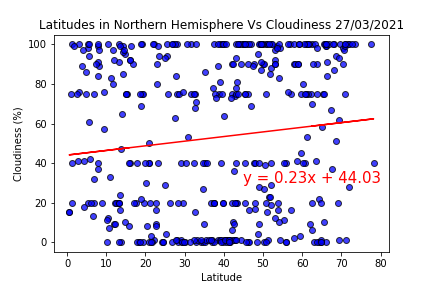 Latitudes in Northern Hemisphere Vs Cloudiness 27/03/2021
Cloudiness (%)
100
80
60
40
20
0
y = 0.23x + 44.03
0 10 20 30 40 50 60 70 80
Latitude